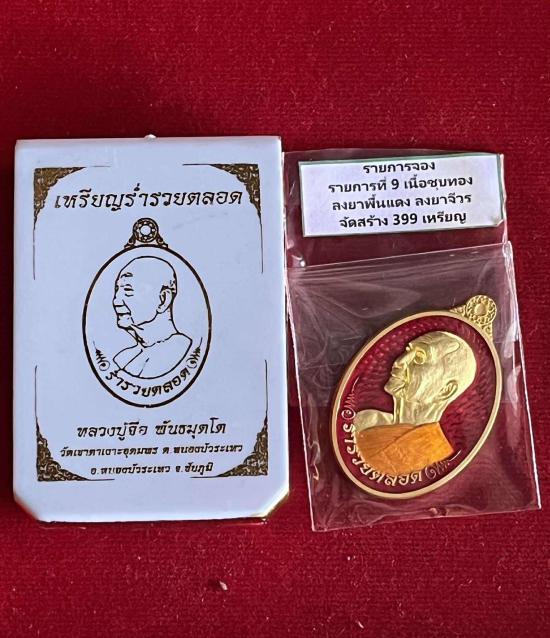 เหรียญร่ำรวยตลอด
ร่ำรวยตลอด
หลวงปู่จือ พันธมุตโต
วัดเขาตาเงาะอุดมพร ต.หนองบัวระเหว
อ.หนองบัวระเหว จ.ชัยภูมิ
รายการจอง
รายการที่ 9 เนื้อชุบทอง
ลงยาพื้นแดง ลงยาจีวร
จัดสร้าง 399 เหรียญ
ร่ำรวยตลอด